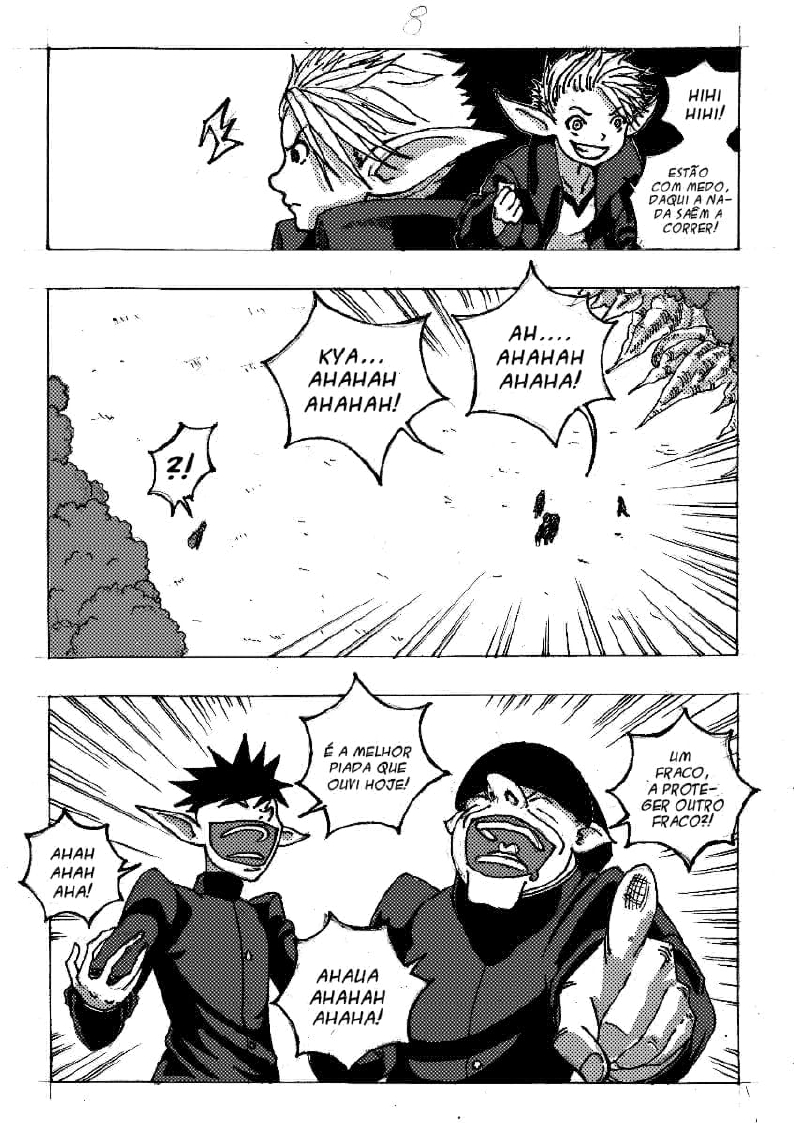 8
HIHI
HIHI!
ESTÃO
COM MEDO,
DAQUI A NA-
DA SAÊM A
CORRER!
KYA...
AHAHAH
AHAHAH!
AH....
AHAHAH
AHAHA!
?!
É A MELHOR
PIADA QUE
OUVI HOJE!
UM
FRACO,
A PROTE-
GER OUTRO
FRACO?!
AHAH
AHAH
AHA!
AHAUA
AHAHAH
AHAHA!